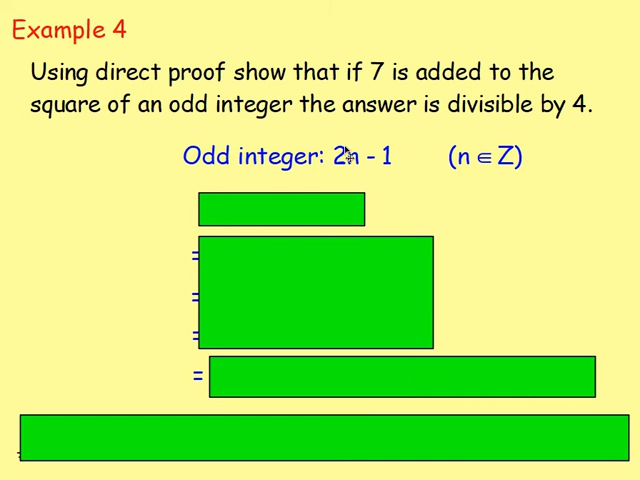 Example 4
Using direct proof show that if 7 is added to the
square of an odd integer the answer is divisible by 4.
Odd integer: 2n - 1 (n ∈ Z)
=
=
=
=